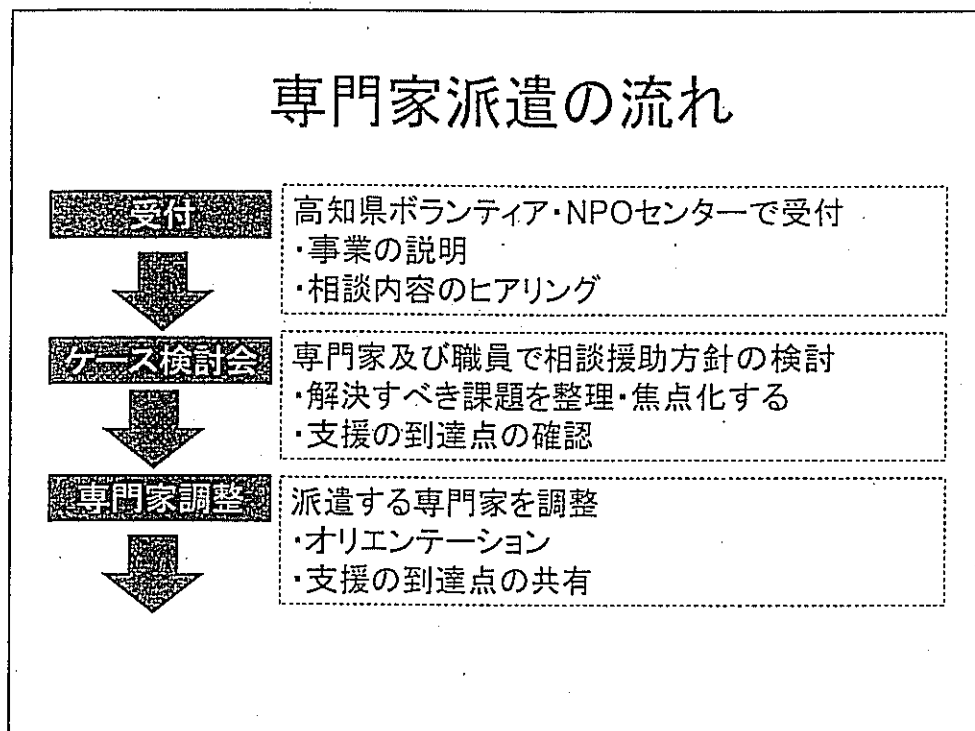 専門家派遣の流れ
受付
高知県ボランティア・NPOセンターで受付
・事業の説明
・相談内容のヒアリング
ケース検討会
専門家及び職員で相談援助方針の検討
・解決すべき課題を整理・焦点化する
・支援の到達点の確認
専門家調整
派遣する専門家を調整
・オリエンテーション
・支援の到達点の共有